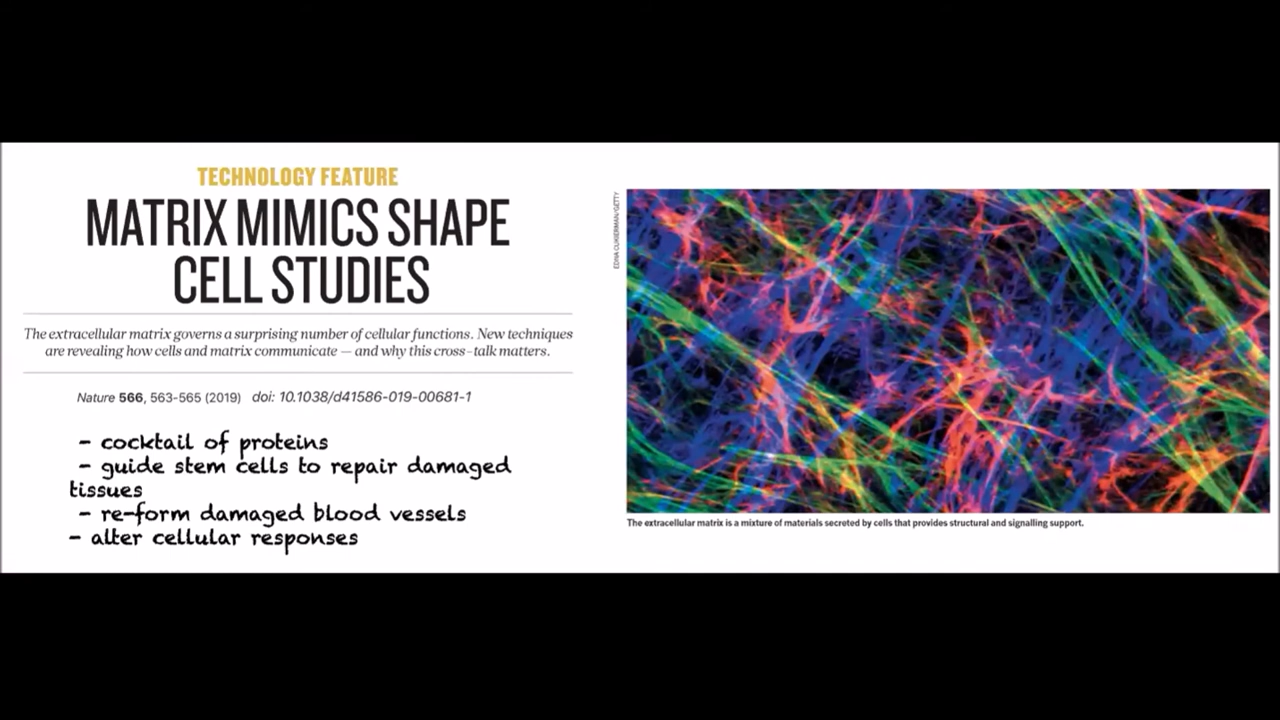 TECHNOLOGY FEATURE
MATRIX MIMICS SHAPE
CELL STUDIES
The extracellular matrix governs a surprising number of cellular functions. New techniques
are revealing how cells and matrix communicate — and why this cross-talk matters.
Nature 566, 563-565 (2019) doi: 10.1038/d41586-019-00681-1
- cocktail of proteins
- guide stem cells to repair damaged
tissues
- re-form damaged blood vessels
- alter cellular responses
EDNA CUKIERMAN/GETTY
The extracellular matrix is a mixture of materials secreted by cells that provides structural and signalling support.